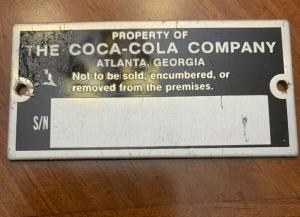 PROPERTY OF
THE COCA-COLA COMPANY
ATLANTA, GEORGIA
Not to be sold, encumbered, or
removed from the premises.
S/N